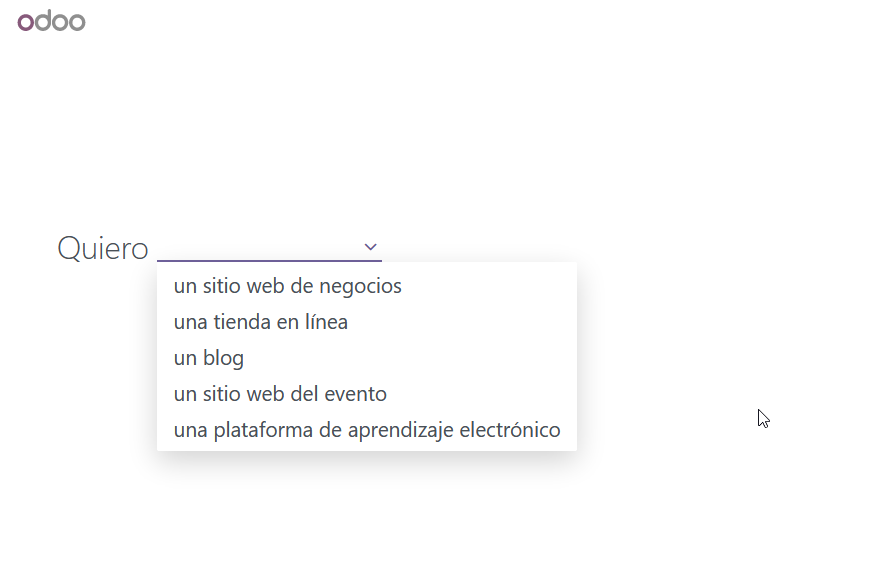 odoo
Quiero
un sitio web de negocios
una tienda en línea
un blog
un sitio web del evento
una plataforma de aprendizaje electrónico